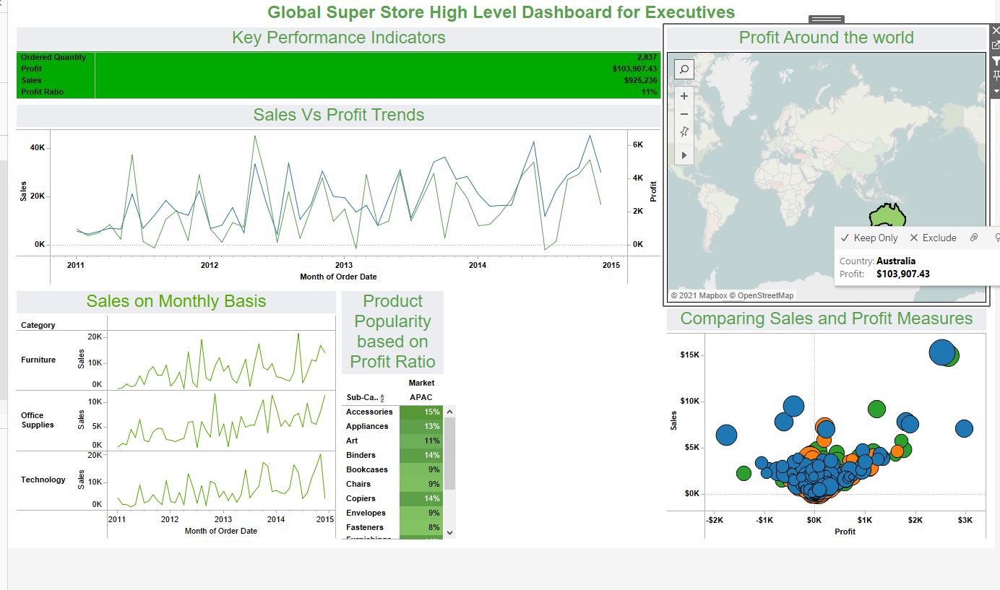 Global Super Store High Level Dashboard for Executives
Key Performance Indicators
Ordered Quantity 2,837
Profit $103,907.43
Sales $925,236
Profit Ratio 11%
Sales Vs Profit Trends
40K
20K
0K
Sales
6K
4K
2K
0K
Profit
2011 2012 2013 2014 2015
Month of Order Date
Profit Around the world
Keep Only Exclude
Country: Australia
Profit: $103,907.43
© 2021 Mapbox © OpenStreetMap
Sales on Monthly Basis
Category
Furniture
Sales
20K
10K
0K
Office
Supplies
Sales
10K
5K
0K
Technology
Sales
20K
10K
0K
2011 2012 2013 2014 2015
Month of Order Date
Product
Popularity
based on
Profit Ratio
Market
Sub-Ca.. APAC
Accessories 15%
Appliances 13%
Art 11%
Binders 14%
Bookcases 9%
Chairs 9%
Copiers 14%
Envelopes 9%
Fasteners 8%
Comparing Sales and Profit Measures
$15K
$10K
$5K
$0K
Sales
-$2K -$1K $0K $1K $2K $3K
Profit